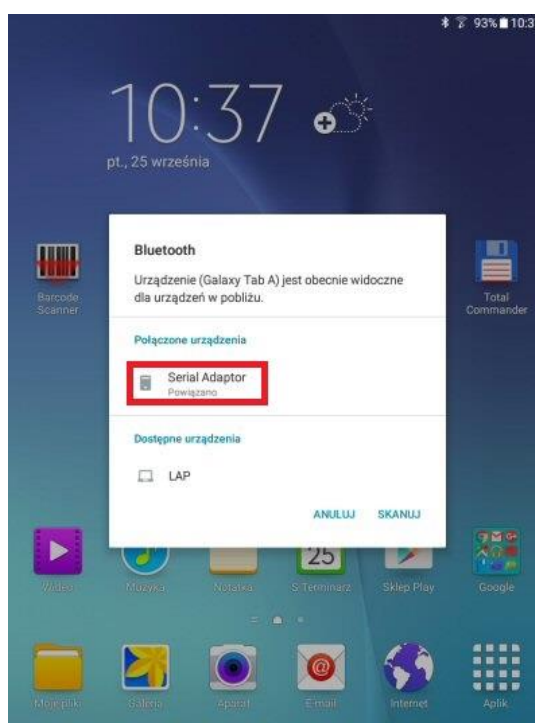 93% 10:3
10:37
pt., 25 września
Bluetooth
Urządzenie (Galaxy Tab A) jest obecnie widoczne
dla urządzeń w pobliżu.
Połączone urządzenia
Serial Adaptor
Powiązano
Dostępne urządzenia
LAP
ANULUJ SKANUJ
Barcode
Scanner
Total
Commander
25
Wideo Muzyka Notatka S Terminarz Sklep Play Google
Moje pliki Galeria Aparat E-mail Internet Aplik.